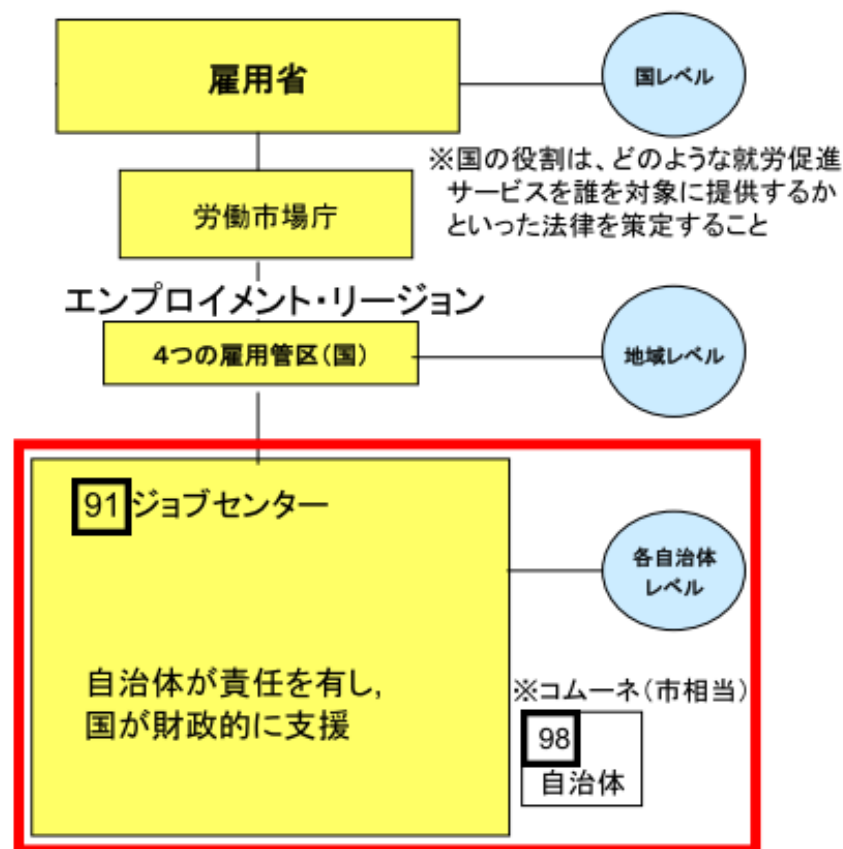 雇用省
国レベル
※国の役割は、どのような就労促進
サービスを誰を対象に提供するか
といった法律を策定すること
労働市場庁
エンプロイメント・リージョン
4つの雇用管区(国)
地域レベル
91ジョブセンター
各自治体
レベル
自治体が責任を有し,
国が財政的に支援
※コムーネ(市相当)
98
自治体